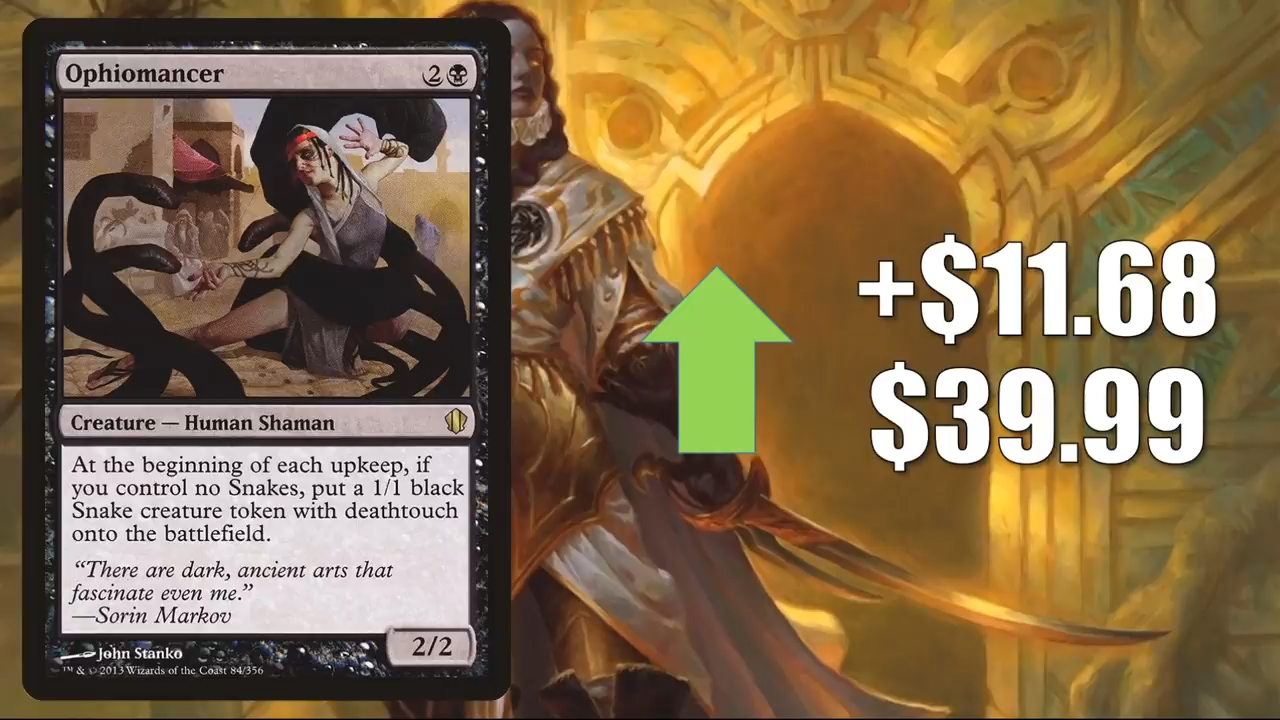 Ophiomancer 2
Creature — Human Shaman
At the beginning of each upkeep, if
you control no Snakes, put a 1/1 black
Snake creature token with deathtouch
onto the battlefield.
“There are dark, ancient arts that
fascinate even me.”
—Sorin Markov
2/2
John Stanko
™ & © 2013 Wizards of the Coast 84/356
+$11.68
$39.99